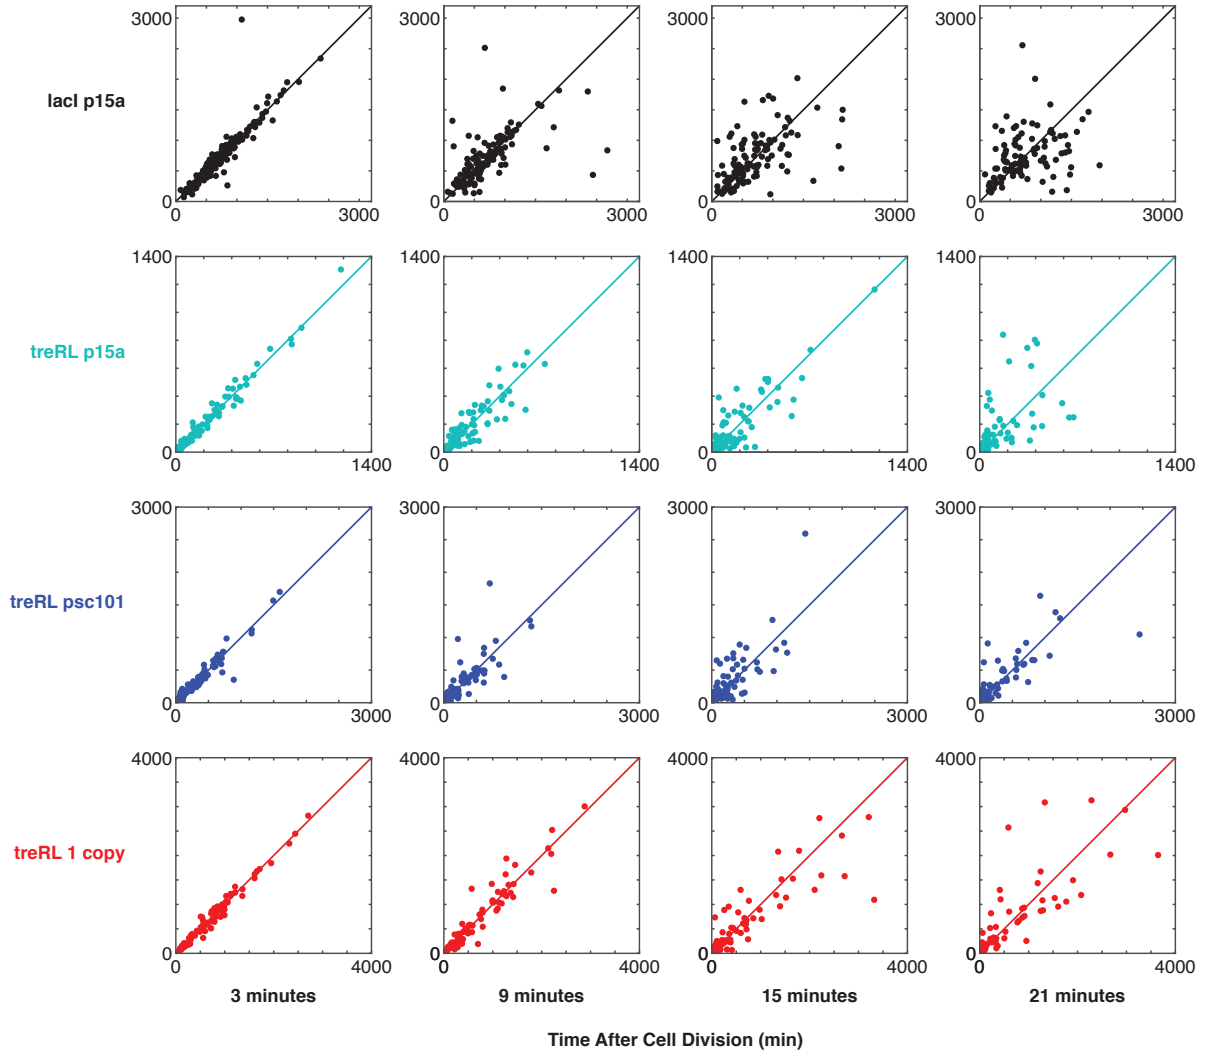 3000 3000 3000 3000
lacI p15a
0 0 0 0
0 3000 0 3000 0 3000 0 3000
1400 1400 1400 1400
treRL p15a
0 0 0 0
0 1400 0 1400 0 1400 0 1400
3000 3000 3000 3000
treRL psc101
0 0 0 0
0 3000 0 3000 0 3000 0 3000
4000 4000 4000 4000
treRL 1 copy
0 0 0 0
0 4000 0 4000 0 4000 0 4000
3 minutes 9 minutes 15 minutes 21 minutes
Time After Cell Division (min)